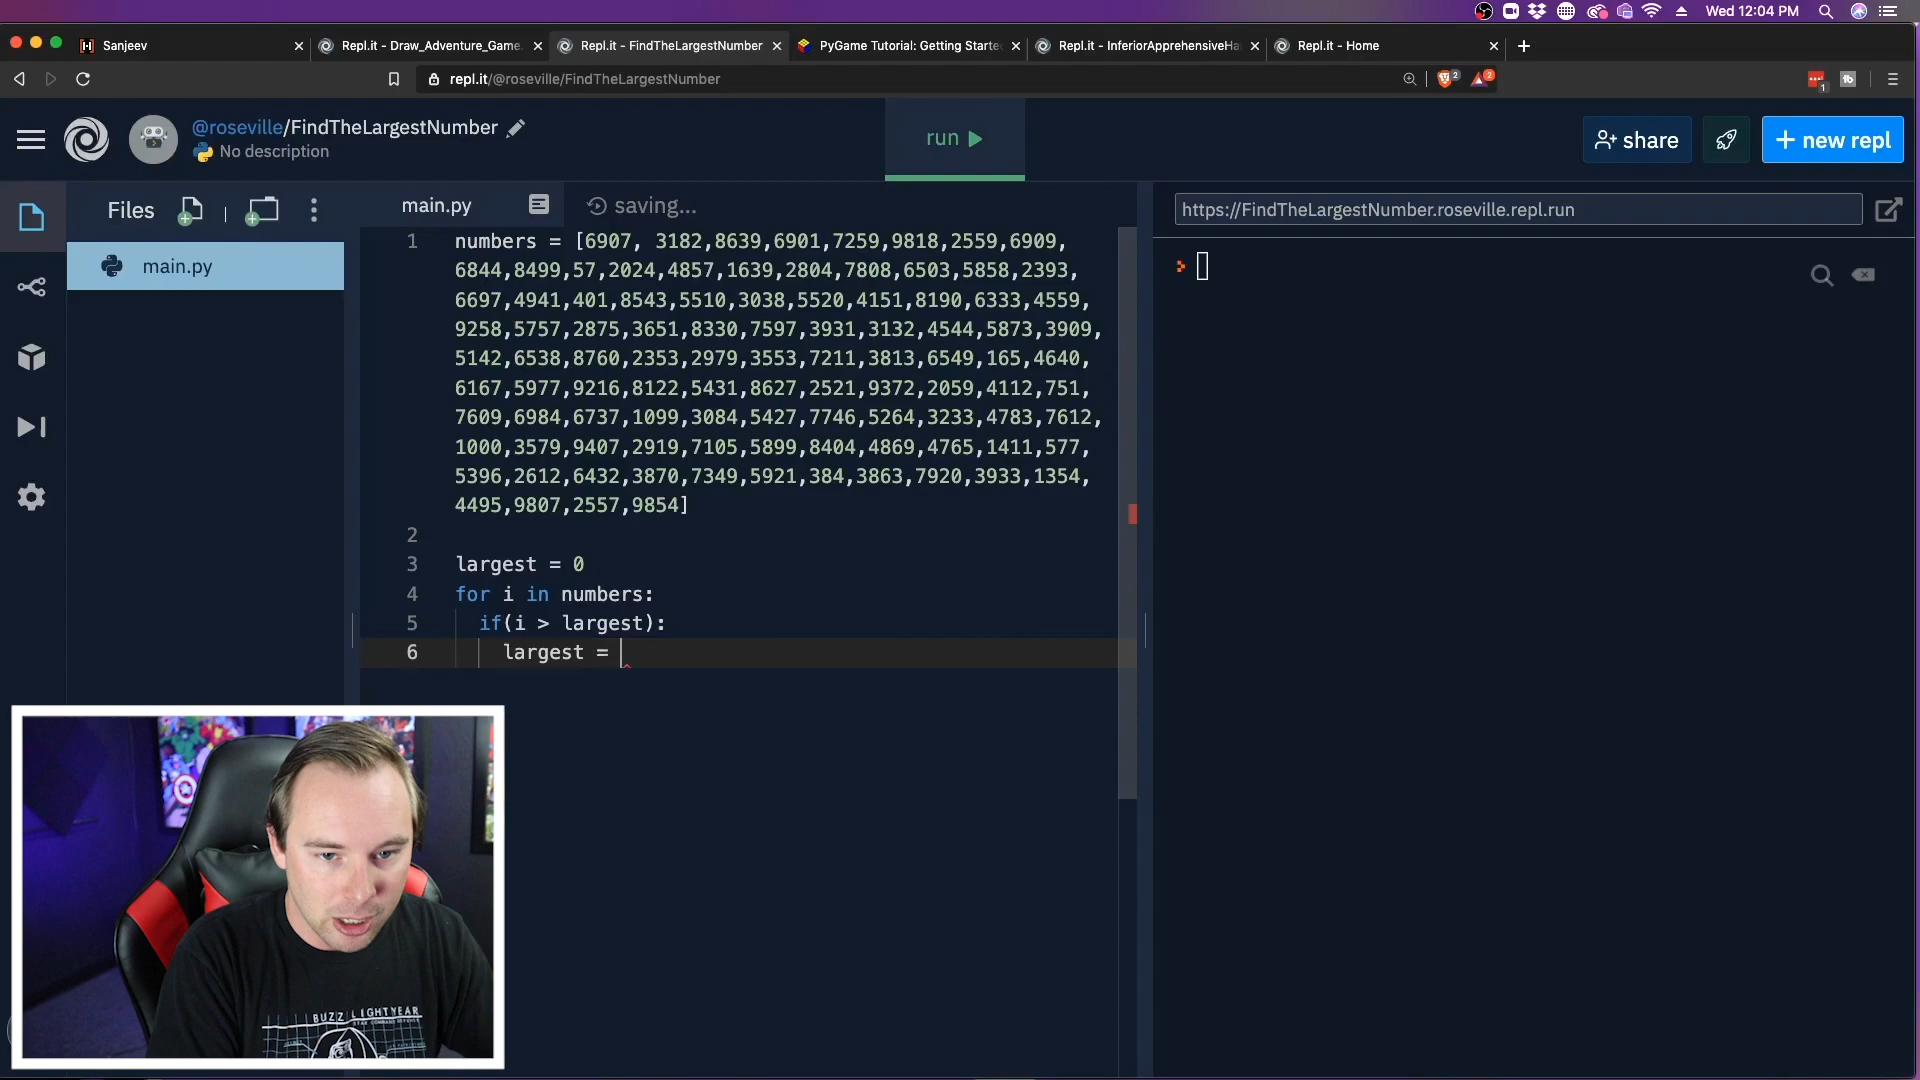 Wed 12:04 PM
Sanjeev
Repl.it - Draw_Adventure_Game.
Repl.it - FindTheLargestNumber
PyGame Tutorial: Getting Starte
Repl.it - InferiorApprehensiveHa
Repl.it - Home
repl.it/@roseville/FindTheLargestNumber
@roseville/FindTheLargestNumber
No description
run
share
+ new repl
Files
main.py
saving...
https://FindTheLargestNumber.roseville.repl.run
main.py
1 numbers = [6907, 3182,8639,6901,7259,9818,2559,6909,
6844,8499,57,2024,4857,1639,2804,7808,6503,5858,2393,
6697,4941,401,8543,5510,3038,5520,4151,8190,6333,4559,
9258,5757,2875,3651,8330,7597,3931,3132,4544,5873,3909,
5142,6538,8760,2353,2979,3553,7211,3813,6549,165,4640,
6167,5977,9216,8122,5431,8627,2521,9372,2059,4112,751,
7609,6984,6737,1099,3084,5427,7746,5264,3233,4783,7612,
1000,3579,9407,2919,7105,5899,8404,4869,4765,1411,577,
5396,2612,6432,3870,7349,5921,384,3863,7920,3933,1354,
4495,9807,2557,9854]
2
3 largest = 0
4 for i in numbers:
5 if(i > largest):
6 largest =
BUZZ LIGHTYEAR
STAR COMMAND